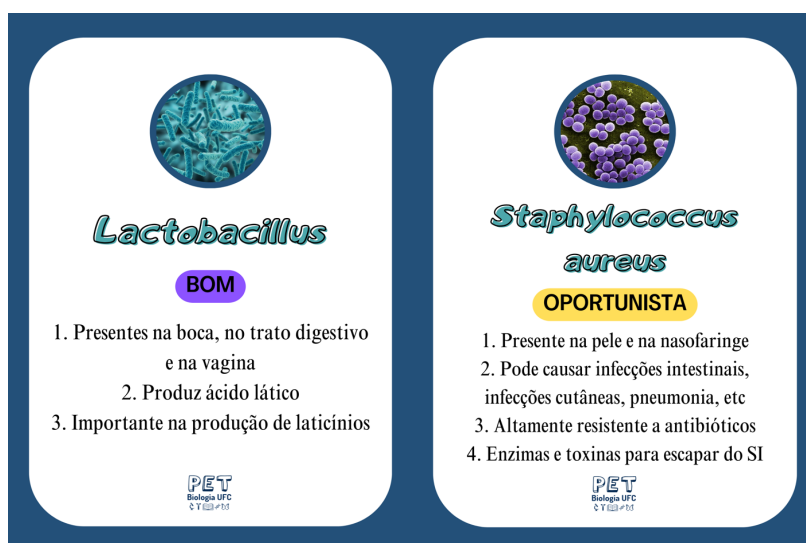 Lactobacillus
BOM
1. Presentes na boca, no trato digestivo
e na vagina
2. Produz ácido lático
3. Importante na produção de laticínios
PET
Biologia UFC
Staphylococcus
aureus
OPORTUNISTA
1. Presente na pele e na nasofaringe
2. Pode causar infecções intestinais,
infecções cutâneas, pneumonia, etc
3. Altamente resistente a antibióticos
4. Enzimas e toxinas para escapar do SI
PET
Biologia UFC